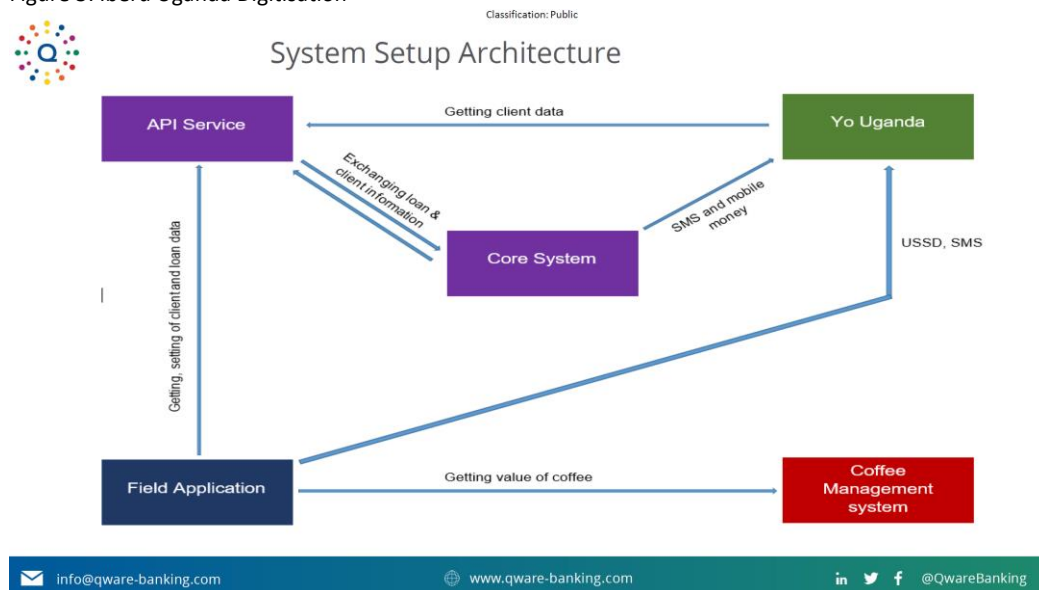 Classification: Public
Q
System Setup Architecture
API Service
Getting client data
Yo Uganda
Exchanging loan &
client information
SMS and mobile
money
USSD, SMS
Core System
Getting, setting of client and loan data
Field Application
Getting value of coffee
Coffee
Management
system
info@qware-banking.com
www.qware-banking.com
in f @QwareBanking